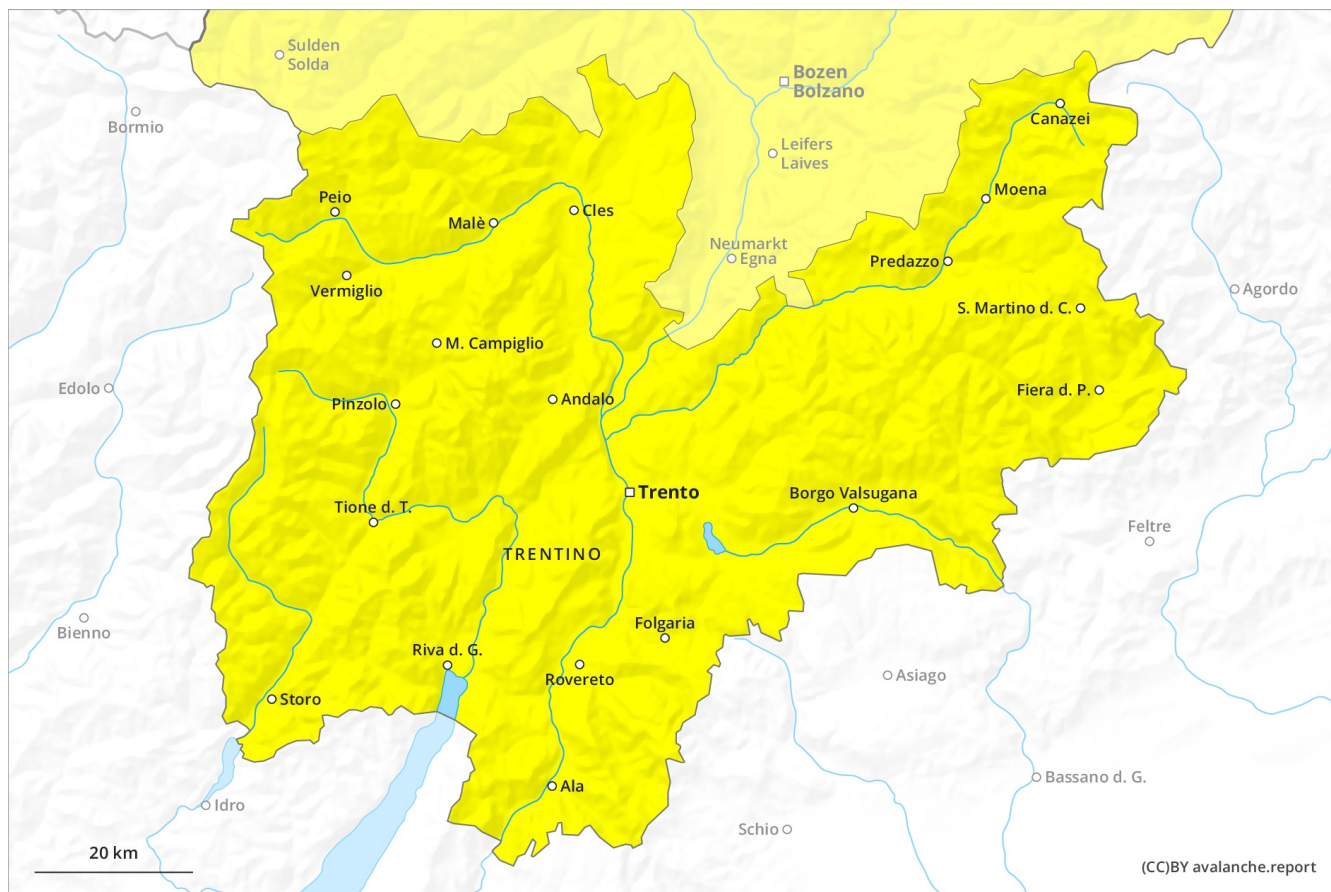 Sulden
Solda
Bozen
Bolzano
Bormio
Canazei
Leifers
Laives
Peio
Moena
Malè
Cles
Neumarkt
Egna
Predazzo
Vermiglio
Agordo
S. Martino d. C.
M. Campiglio
Edolo
Fiera d. P.
Pinzolo
Andalo
Trento
Borgo Valsugana
Tione d. T.
Feltre
TRENTINO
Bienno
Folgaria
Riva d. G.
Asiago
Rovereto
Storo
Bassano d. G.
Ala
Idro
Schio
20 km
(CC)BY avalanche.report